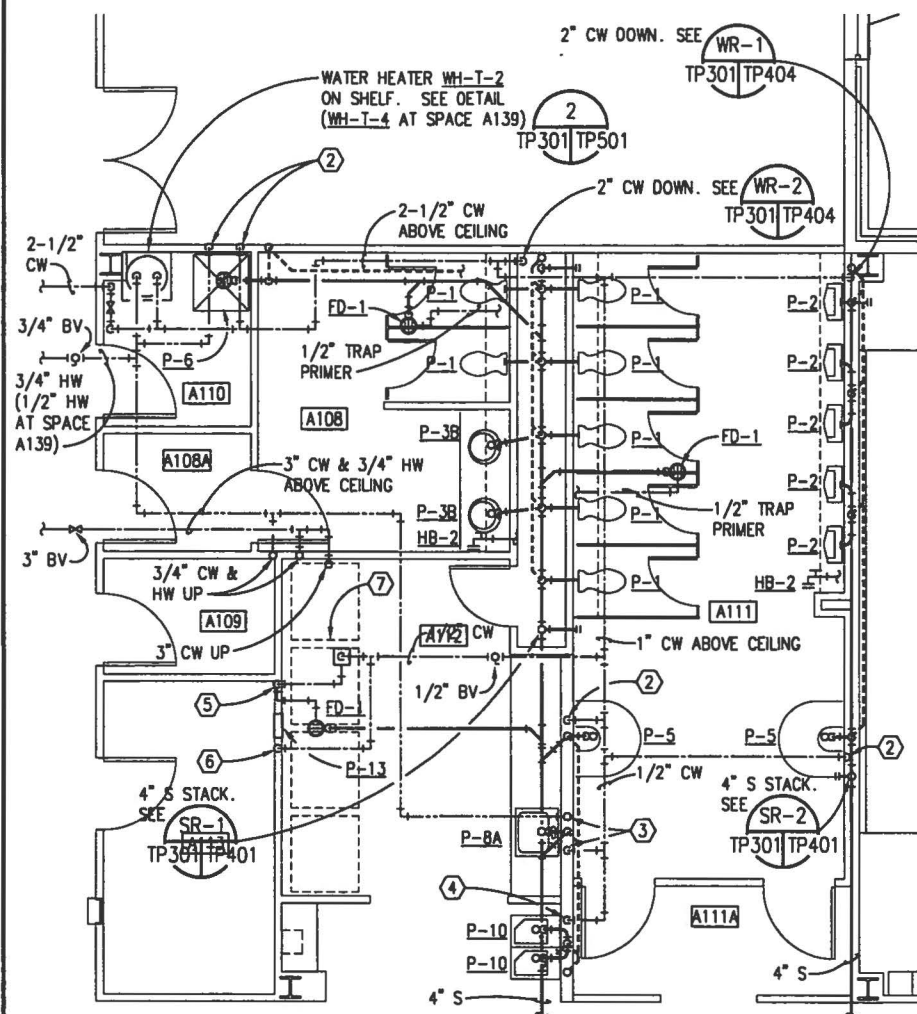 2" CW DOWN. SEE
WR-1
TP301 TP404
WATER HEATER WH-T-2
ON SHELF. SEE OETAIL
(WH-T-4 AT SPACE A139)
2
TP301 TP501
2
2" CW DOWN. SEE
WR-2
TP301 TP404
2-1/2" CW
ABOVE CEILING
2-1/2"
CW
FD-1
P-1
P-1
P-2
3/4" BV
P-6
1/2" TRAP
PRIMER
P-1
P-1
P-2
3/4" HW
(1/2" HW
AT SPACE
A139)
A110
A108
P-3B
P-1
P-2
FD-1
A108A
3" CW & 3/4" HW
ABOVE CEILING
P-3B
P-1
P-2
1/2" TRAP
PRIMER
HB-2
P-2
3" BV
3/4" CW &
HW UP
7
P-1
HB-2
A109
A112
CW
A111
3" CW UP
1" CW ABOVE CEILING
1/2" BV
5
2
FD-1
P-5
P-5
2
6
P-13
1/2" CW
4" S STACK.
SEE
SR-1
TP301 TP401
4" S STACK.
SEE
SR-2
TP301 TP401
P-8A
3
4
A111A
P-10
P-10
4" S
4" S